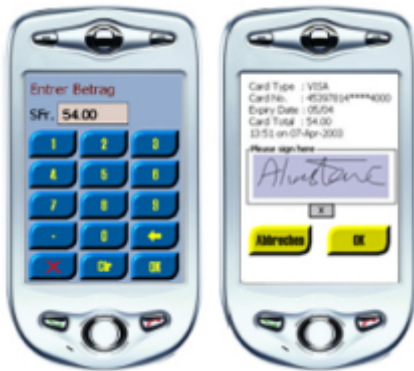 Entrer Betrag
SFr. 54.00
1 2 3
4 5 6
7 8 9
. 0
Clr OK
Card Type : VISA
Card No. : 45397814****4000
Expiry Date : 05/04
Card Total : 54.00
13:51 on 07-Apr-2003
Please sign here
X
Abbrechen OK